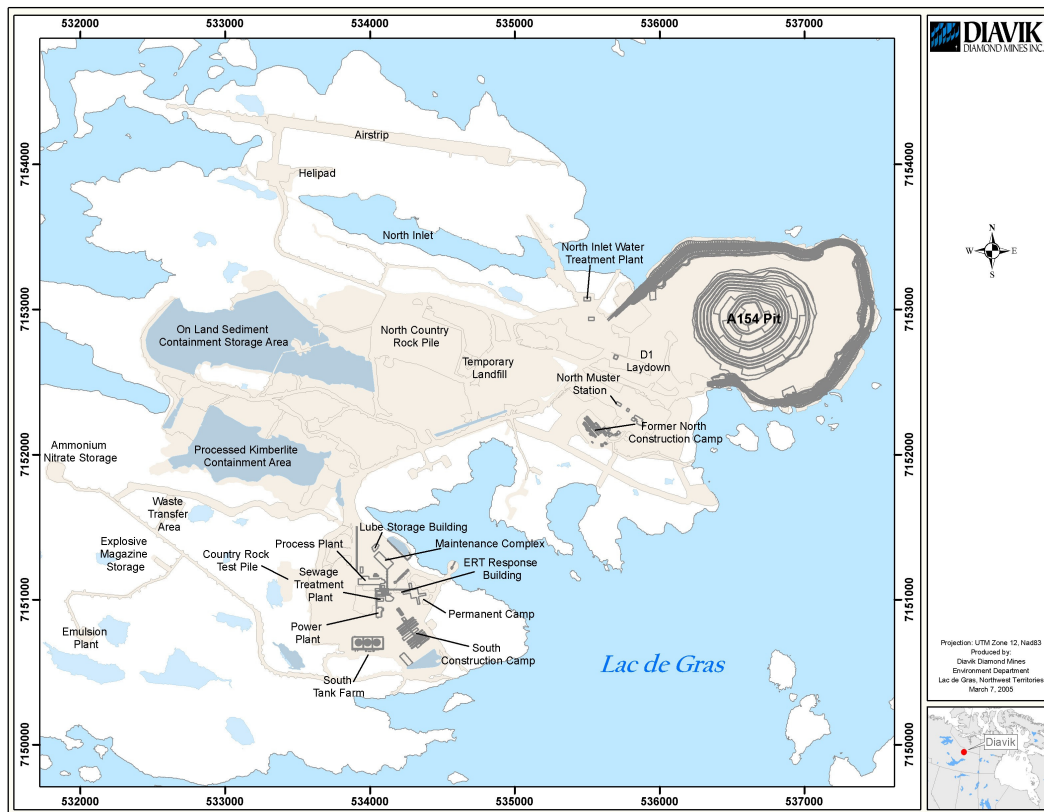 532000
533000
534000
535000
536000
537000
DIAVIK
DIAMOND MINES INC.
7154000
7153000
7152000
7151000
7150000
Airstrip
Helipad
North Inlet
North Inlet Water
Treatment Plant
A154 Pit
On Land Sediment
Containment Storage Area
North Country
Rock Pile
Temporary
Landfill
D1
Laydown
North Muster
Station
Former North
Construction Camp
Ammonium
Nitrate Storage
Processed Kimberlite
Containment Area
Waste
Transfer
Area
Explosive
Magazine
Storage
Country Rock
Test Pile
Lube Storage Building
Process Plant
Maintenance Complex
Sewage
Treatment
Plant
ERT Response
Building
Permanent Camp
Emulsion
Plant
Power
Plant
South
Construction Camp
South
Tank Farm
Lac de Gras
7154000
7153000
7152000
7151000
7150000
N
W
E
S
Projection: UTM Zone 12, Nad83
Produced by:
Diavik Diamond Mines
Environment Department
Lac de Gras, Northwest Territories
March 7, 2005
Diavik
532000
533000
534000
535000
536000
537000